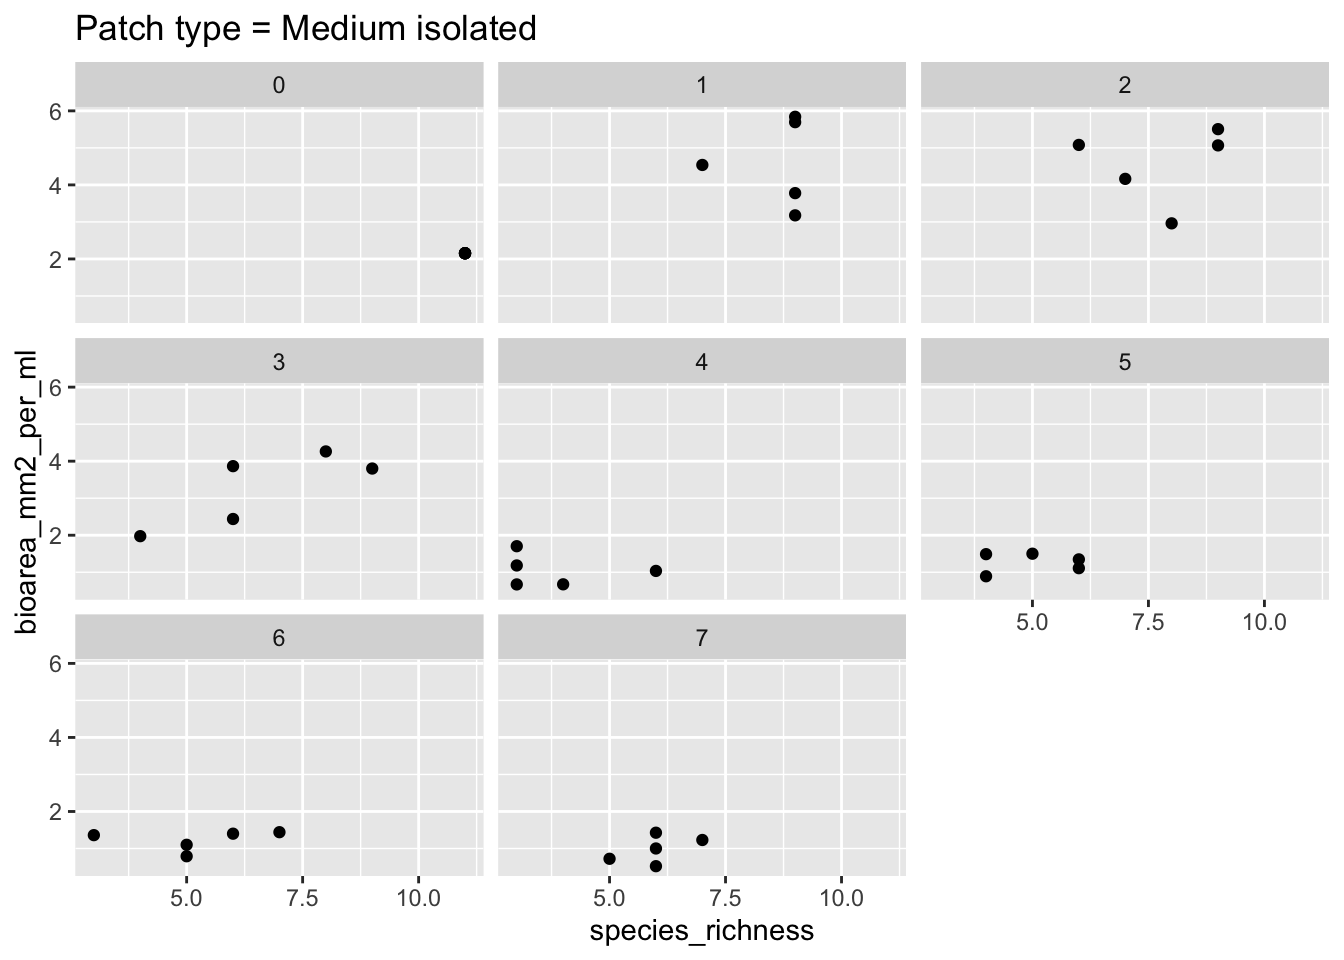 Patch type = Medium isolated
0 1 2
6
4
2
3 4 5
6
4
2
5.0 7.5 10.0
6 7
6
4
2
5.0 7.5 10.0 5.0 7.5 10.0
species_richness
bioarea_mm2_per_ml